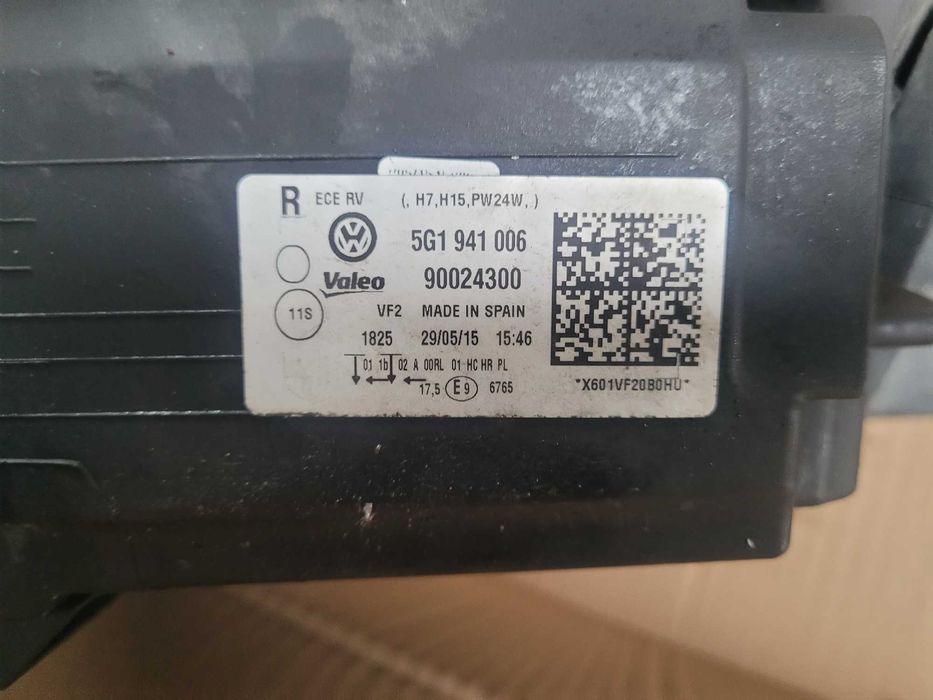 R ECE RV (, H7,H15,PW24W,)
5G1 941 006
Valeo 90024300
11S
VF2 MADE IN SPAIN
1825 29/05/15 15:46
01 1b 02 A 00RL 01 HC HR PL
17,5 E9 6765
*X601VF20B0HU*